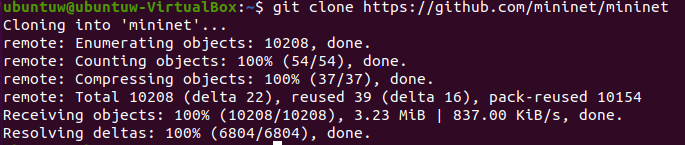 ubuntuw@ubuntuw-VirtualBox:~$ git clone https://github.com/mininet/mininet
Cloning into 'mininet'...
remote: Enumerating objects: 10208, done.
remote: Counting objects: 100% (54/54), done.
remote: Compressing objects: 100% (37/37), done.
remote: Total 10208 (delta 22), reused 39 (delta 16), pack-reused 10154
Receiving objects: 100% (10208/10208), 3.23 MiB | 837.00 KiB/s, done.
Resolving deltas: 100% (6804/6804), done.